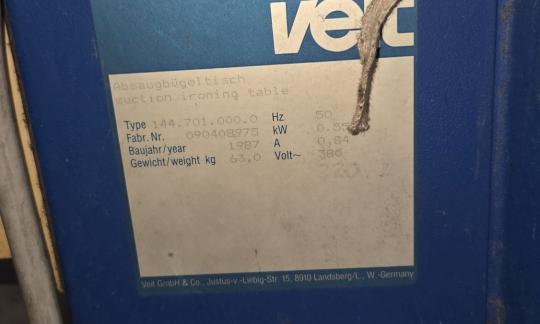 veit
Absaugbügeltisch
suction ironing table
Type 144.701.000.0 Hz 50
Fabr. Nr. 090408975 kW 0.55
Baujahr/year 1987 A 0,84
Gewicht/weight kg 63,0 Volt~ 380
Veit GmbH & Co., Justus-v.-Liebig-Str. 15, 8910 Landsberg/L., W.-Germany